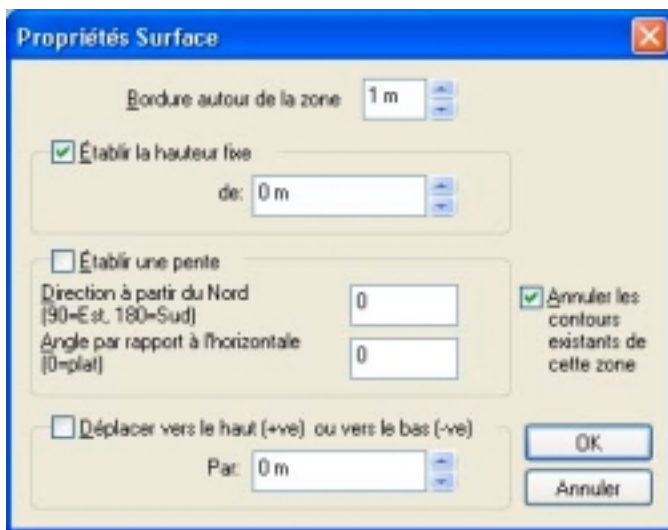 Propriétés Surface
Bordure autour de la zone 1 m
Établir la hauteur fixe
de: 0 m
Établir une pente
Direction à partir du Nord
(90=Est, 180=Sud) 0
Angle par rapport à l'horizontale
(0=plat) 0
Annuler les
contours
existants de
cette zone
Déplacer vers le haut (+ve) ou vers le bas (-ve)
Par: 0 m
OK
Annuler